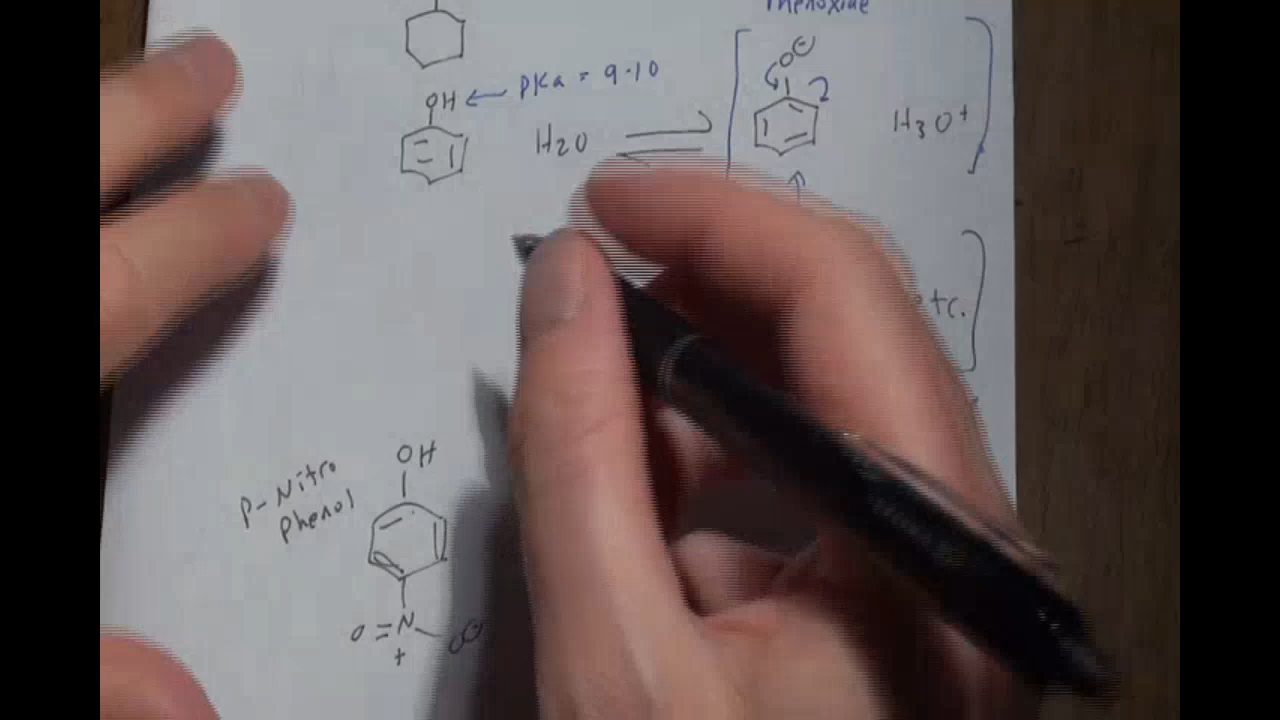 Phenoxide
OH ← pKa = 9-10
O⊖
H2O
H3O+
etc.
P-Nitro
Phenol
OH
O=N
+
O⊖